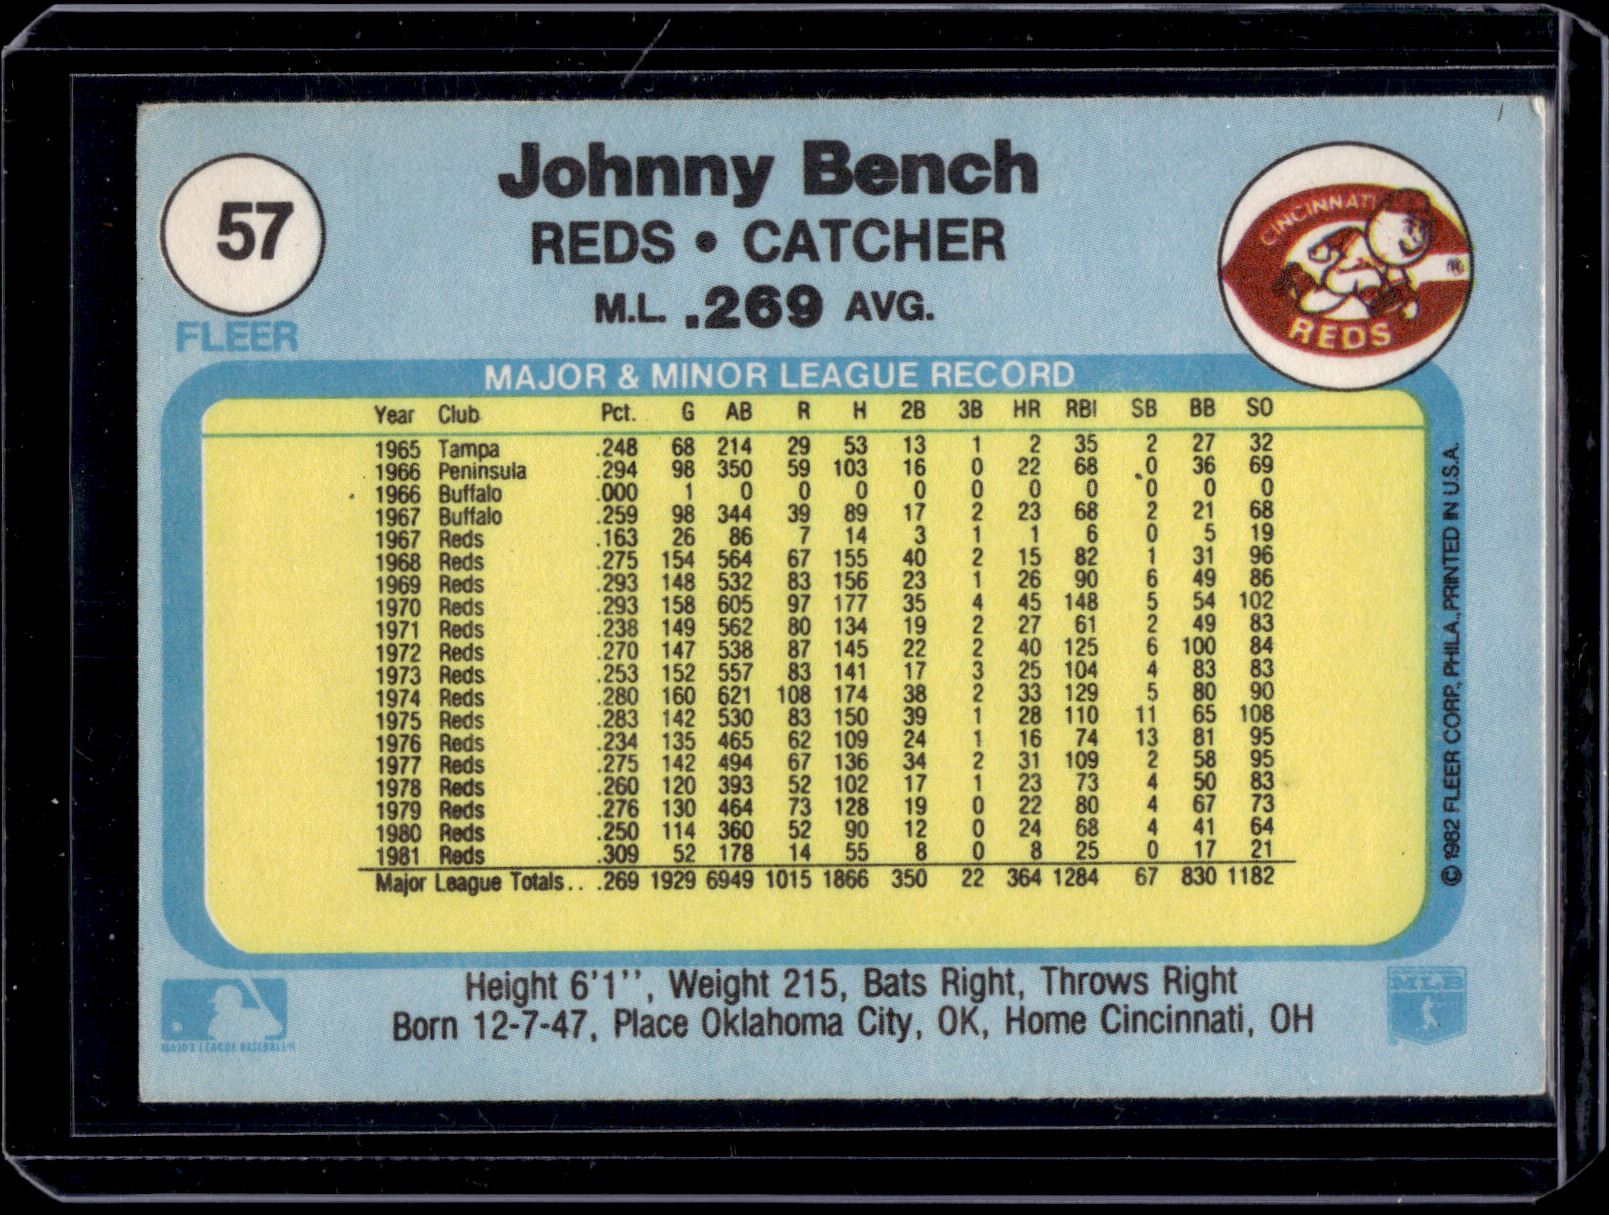 57
FLEER
Johnny Bench
REDS • CATCHER
M.L. .269 AVG.
CINCINNATI
REDS
MAJOR & MINOR LEAGUE RECORD
Year Club Pct. G AB R H 2B 3B HR RBI SB BB SO
1965 Tampa .248 68 214 29 53 13 1 2 35 2 27 32
1966 Peninsula .294 98 350 59 103 16 0 22 68 0 36 69
1966 Buffalo .000 1 0 0 0 0 0 0 0 0 0 0
1967 Buffalo .259 98 344 39 89 17 2 23 68 2 21 68
1967 Reds .163 26 86 7 14 3 1 1 6 0 5 19
1968 Reds .275 154 564 67 155 40 2 15 82 1 31 96
1969 Reds .293 148 532 83 156 23 1 26 90 6 49 86
1970 Reds .293 158 605 97 177 35 4 45 148 5 54 102
1971 Reds .238 149 562 80 134 19 2 27 61 2 49 83
1972 Reds .270 147 538 87 145 22 2 40 125 6 100 84
1973 Reds .253 152 557 83 141 17 3 25 104 4 83 83
1974 Reds .280 160 621 108 174 38 2 33 129 5 80 90
1975 Reds .283 142 530 83 150 39 1 28 110 11 65 108
1976 Reds .234 135 465 62 109 24 1 16 74 13 81 95
1977 Reds .275 142 494 67 136 34 2 31 109 2 58 95
1978 Reds .260 120 393 52 102 17 1 23 73 4 50 83
1979 Reds .276 130 464 73 128 19 0 22 80 4 67 73
1980 Reds .250 114 360 52 90 12 0 24 68 4 41 64
1981 Reds .309 52 178 14 55 8 0 8 25 0 17 21
Major League Totals.. .269 1929 6949 1015 1866 350 22 364 1284 67 830 1182
© 1982 FLEER CORP., PHILA., PRINTED IN U.S.A.
Height 6'1'', Weight 215, Bats Right, Throws Right
Born 12-7-47, Place Oklahoma City, OK, Home Cincinnati, OH
MAJOR LEAGUE BASEBALL
MLB